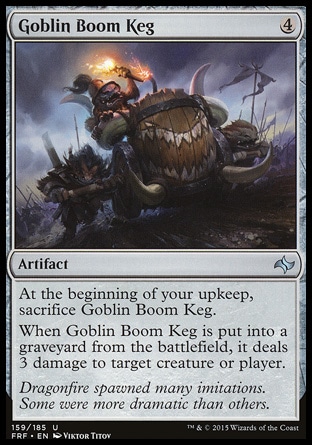 Goblin Boom Keg 4
Artifact
At the beginning of your upkeep,
sacrifice Goblin Boom Keg.
When Goblin Boom Keg is put into a
graveyard from the battlefield, it deals
3 damage to target creature or player.
Dragonfire spawned many imitations.
Some were more dramatic than others.
159/185 U
FRF • EN Viktor Titov
™ & © 2015 Wizards of the Coast